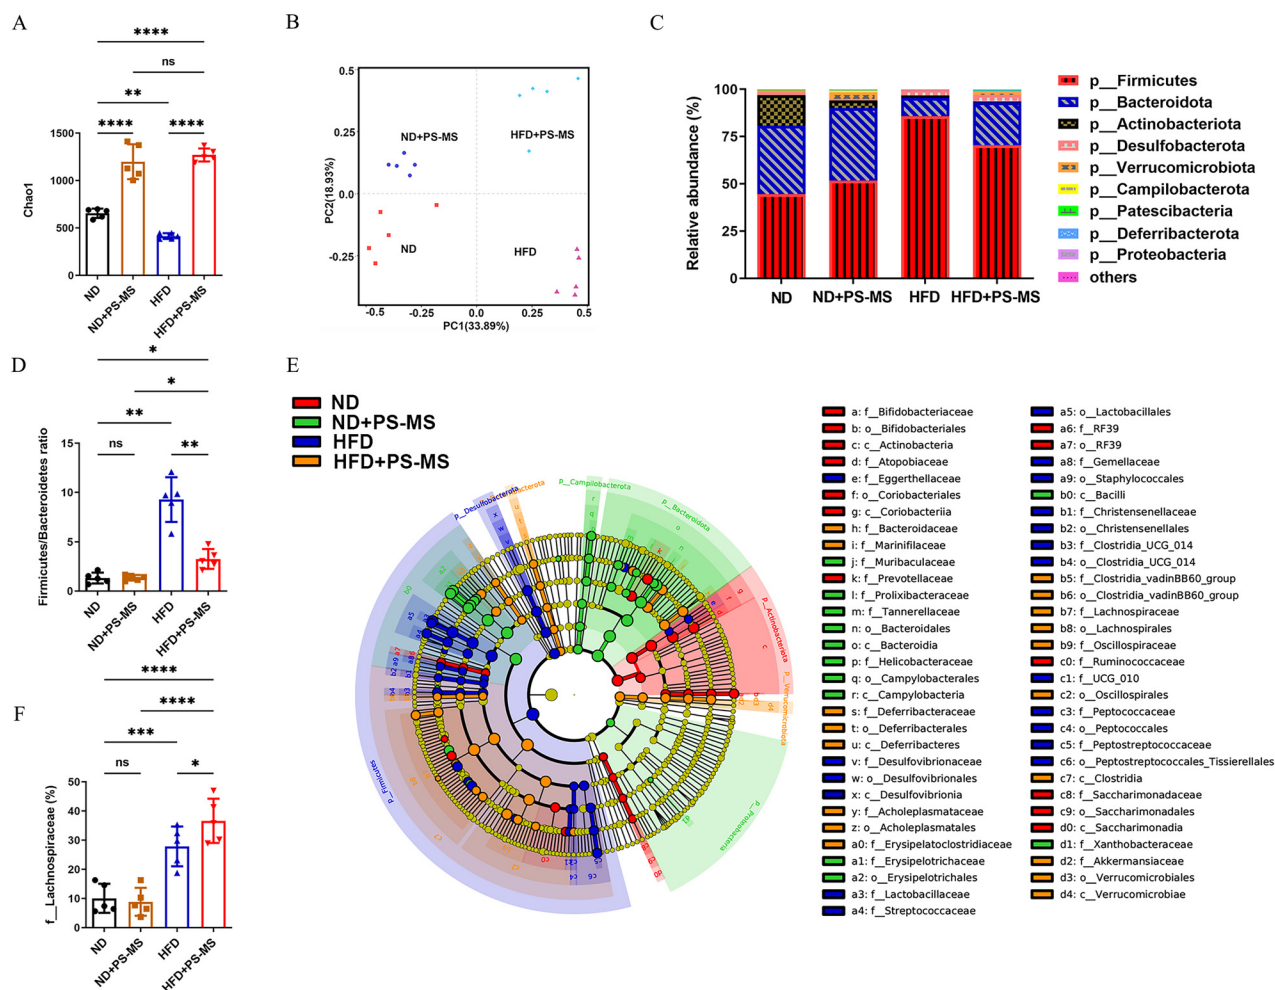 A
****
ns
**
**** ****
Chao1
1500
1000
500
0
ND
ND+PS-MS
HFD
HFD+PS-MS
B
PC2(18.93%)
0.5
0.25
0.0
-0.25
ND+PS-MS
HFD+PS-MS
ND
HFD
-0.5 -0.25 0.0 0.25 0.5
PC1(33.89%)
C
Relative abundance (%)
100
75
50
25
0
ND ND+PS-MS HFD HFD+PS-MS
p__Firmicutes
p__Bacteroidota
p__Actinobacteriota
p__Desulfobacterota
p__Verrucomicrobiota
p__Campilobacterota
p__Patescibacteria
p__Deferribacterota
p__Proteobacteria
others
D
*
*
**
ns **
Firmicutes/Bacteroidetes ratio
15
10
5
0
ND
ND+PS-MS
HFD
HFD+PS-MS
E
ND
ND+PS-MS
HFD
HFD+PS-MS
p__Desulfobacterota
p__Campilobacterota
p__Bacteroidota
p__Actinobacteriota
p__Verrucomicrobiota
p__Proteobacteria
p__Firmicutes
a: f__Bifidobacteriaceae
b: o__Bifidobacteriales
c: c__Actinobacteria
d: f__Atopobiaceae
e: f__Eggerthellaceae
f: o__Coriobacteriales
g: c__Coriobacteriia
h: f__Bacteroidaceae
i: f__Marinifilaceae
j: f__Muribaculaceae
k: f__Prevotellaceae
l: f__Prolixibacteraceae
m: f__Tannerellaceae
n: o__Bacteroidales
o: c__Bacteroidia
p: f__Helicobacteraceae
q: o__Campylobacterales
r: c__Campylobacteria
s: f__Deferribacteraceae
t: o__Deferribacterales
u: c__Deferribacteres
v: f__Desulfovibrionaceae
w: o__Desulfovibrionales
x: c__Desulfovibrionia
y: f__Acholeplasmataceae
z: o__Acholeplasmatales
a0: f__Erysipelatoclostridiaceae
a1: f__Erysipelotrichaceae
a2: o__Erysipelotrichales
a3: f__Lactobacillaceae
a4: f__Streptococcaceae
a5: o__Lactobacillales
a6: f__RF39
a7: o__RF39
a8: f__Gemellaceae
a9: o__Staphylococcales
b0: c__Bacilli
b1: f__Christensenellaceae
b2: o__Christensenellales
b3: f__Clostridia_UCG_014
b4: o__Clostridia_UCG_014
b5: f__Clostridia_vadinBB60_group
b6: o__Clostridia_vadinBB60_group
b7: f__Lachnospiraceae
b8: o__Lachnospirales
b9: f__Oscillospiraceae
c0: f__Ruminococcaceae
c1: f__UCG_010
c2: o__Oscillospirales
c3: f__Peptococcaceae
c4: o__Peptococcales
c5: f__Peptostreptococcaceae
c6: o__Peptostreptococcales_Tissierellales
c7: c__Clostridia
c8: f__Saccharimonadaceae
c9: o__Saccharimonadales
d0: c__Saccharimonadia
d1: f__Xanthobacteraceae
d2: f__Akkermansiaceae
d3: o__Verrucomicrobiales
d4: c__Verrucomicrobiae
F
****
****
***
ns *
f__Lachnospiraceae (%)
50
40
30
20
10
0
ND
ND+PS-MS
HFD
HFD+PS-MS